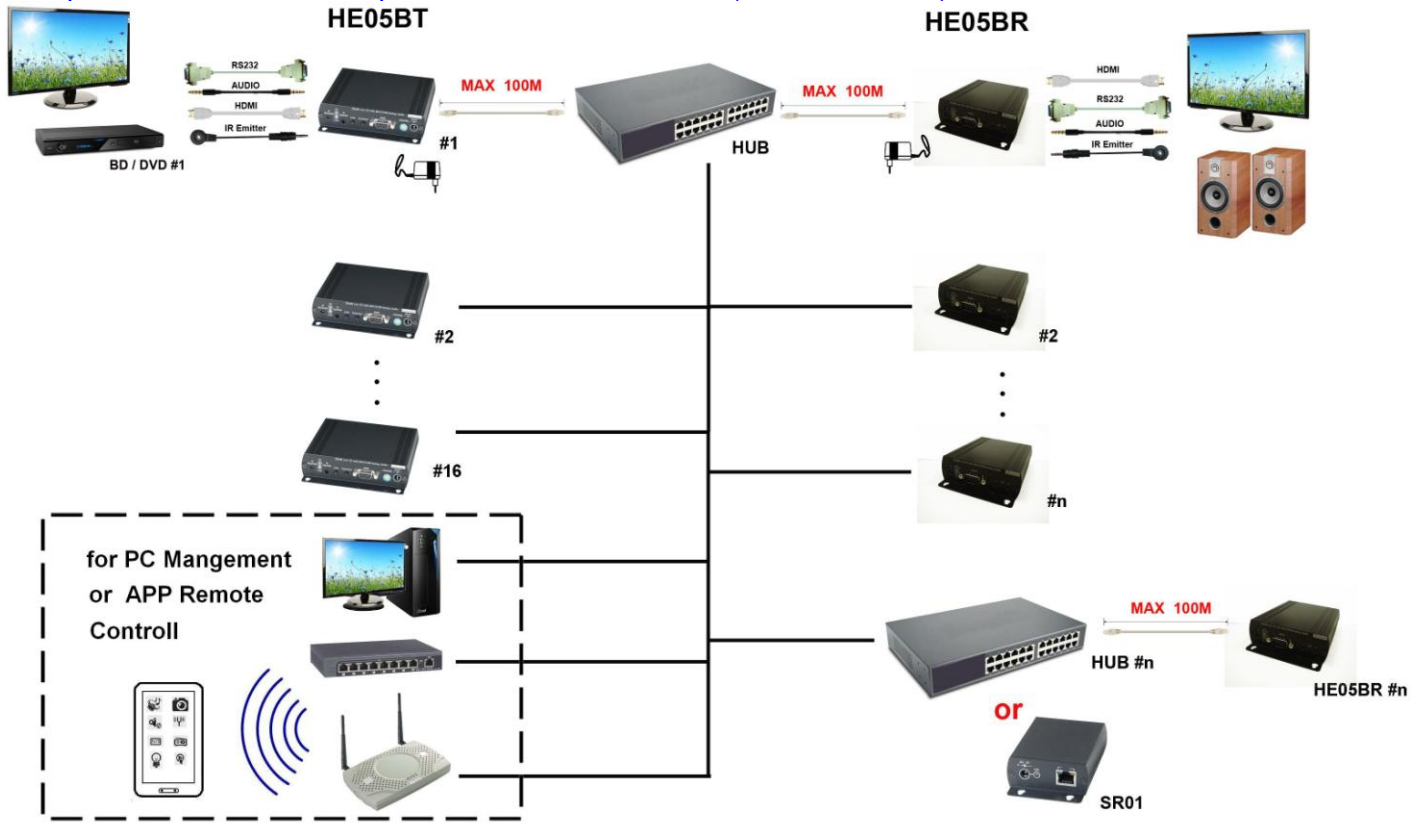 HE05BT
HE05BR
RS232
AUDIO
HDMI
IR Emitter
BD / DVD #1
#1
MAX 100M
HUB
MAX 100M
HDMI
RS232
AUDIO
IR Emitter
#2
#2
#16
#n
for PC Mangement
or APP Remote
Controll
MAX 100M
HUB #n
HE05BR #n
or
SR01